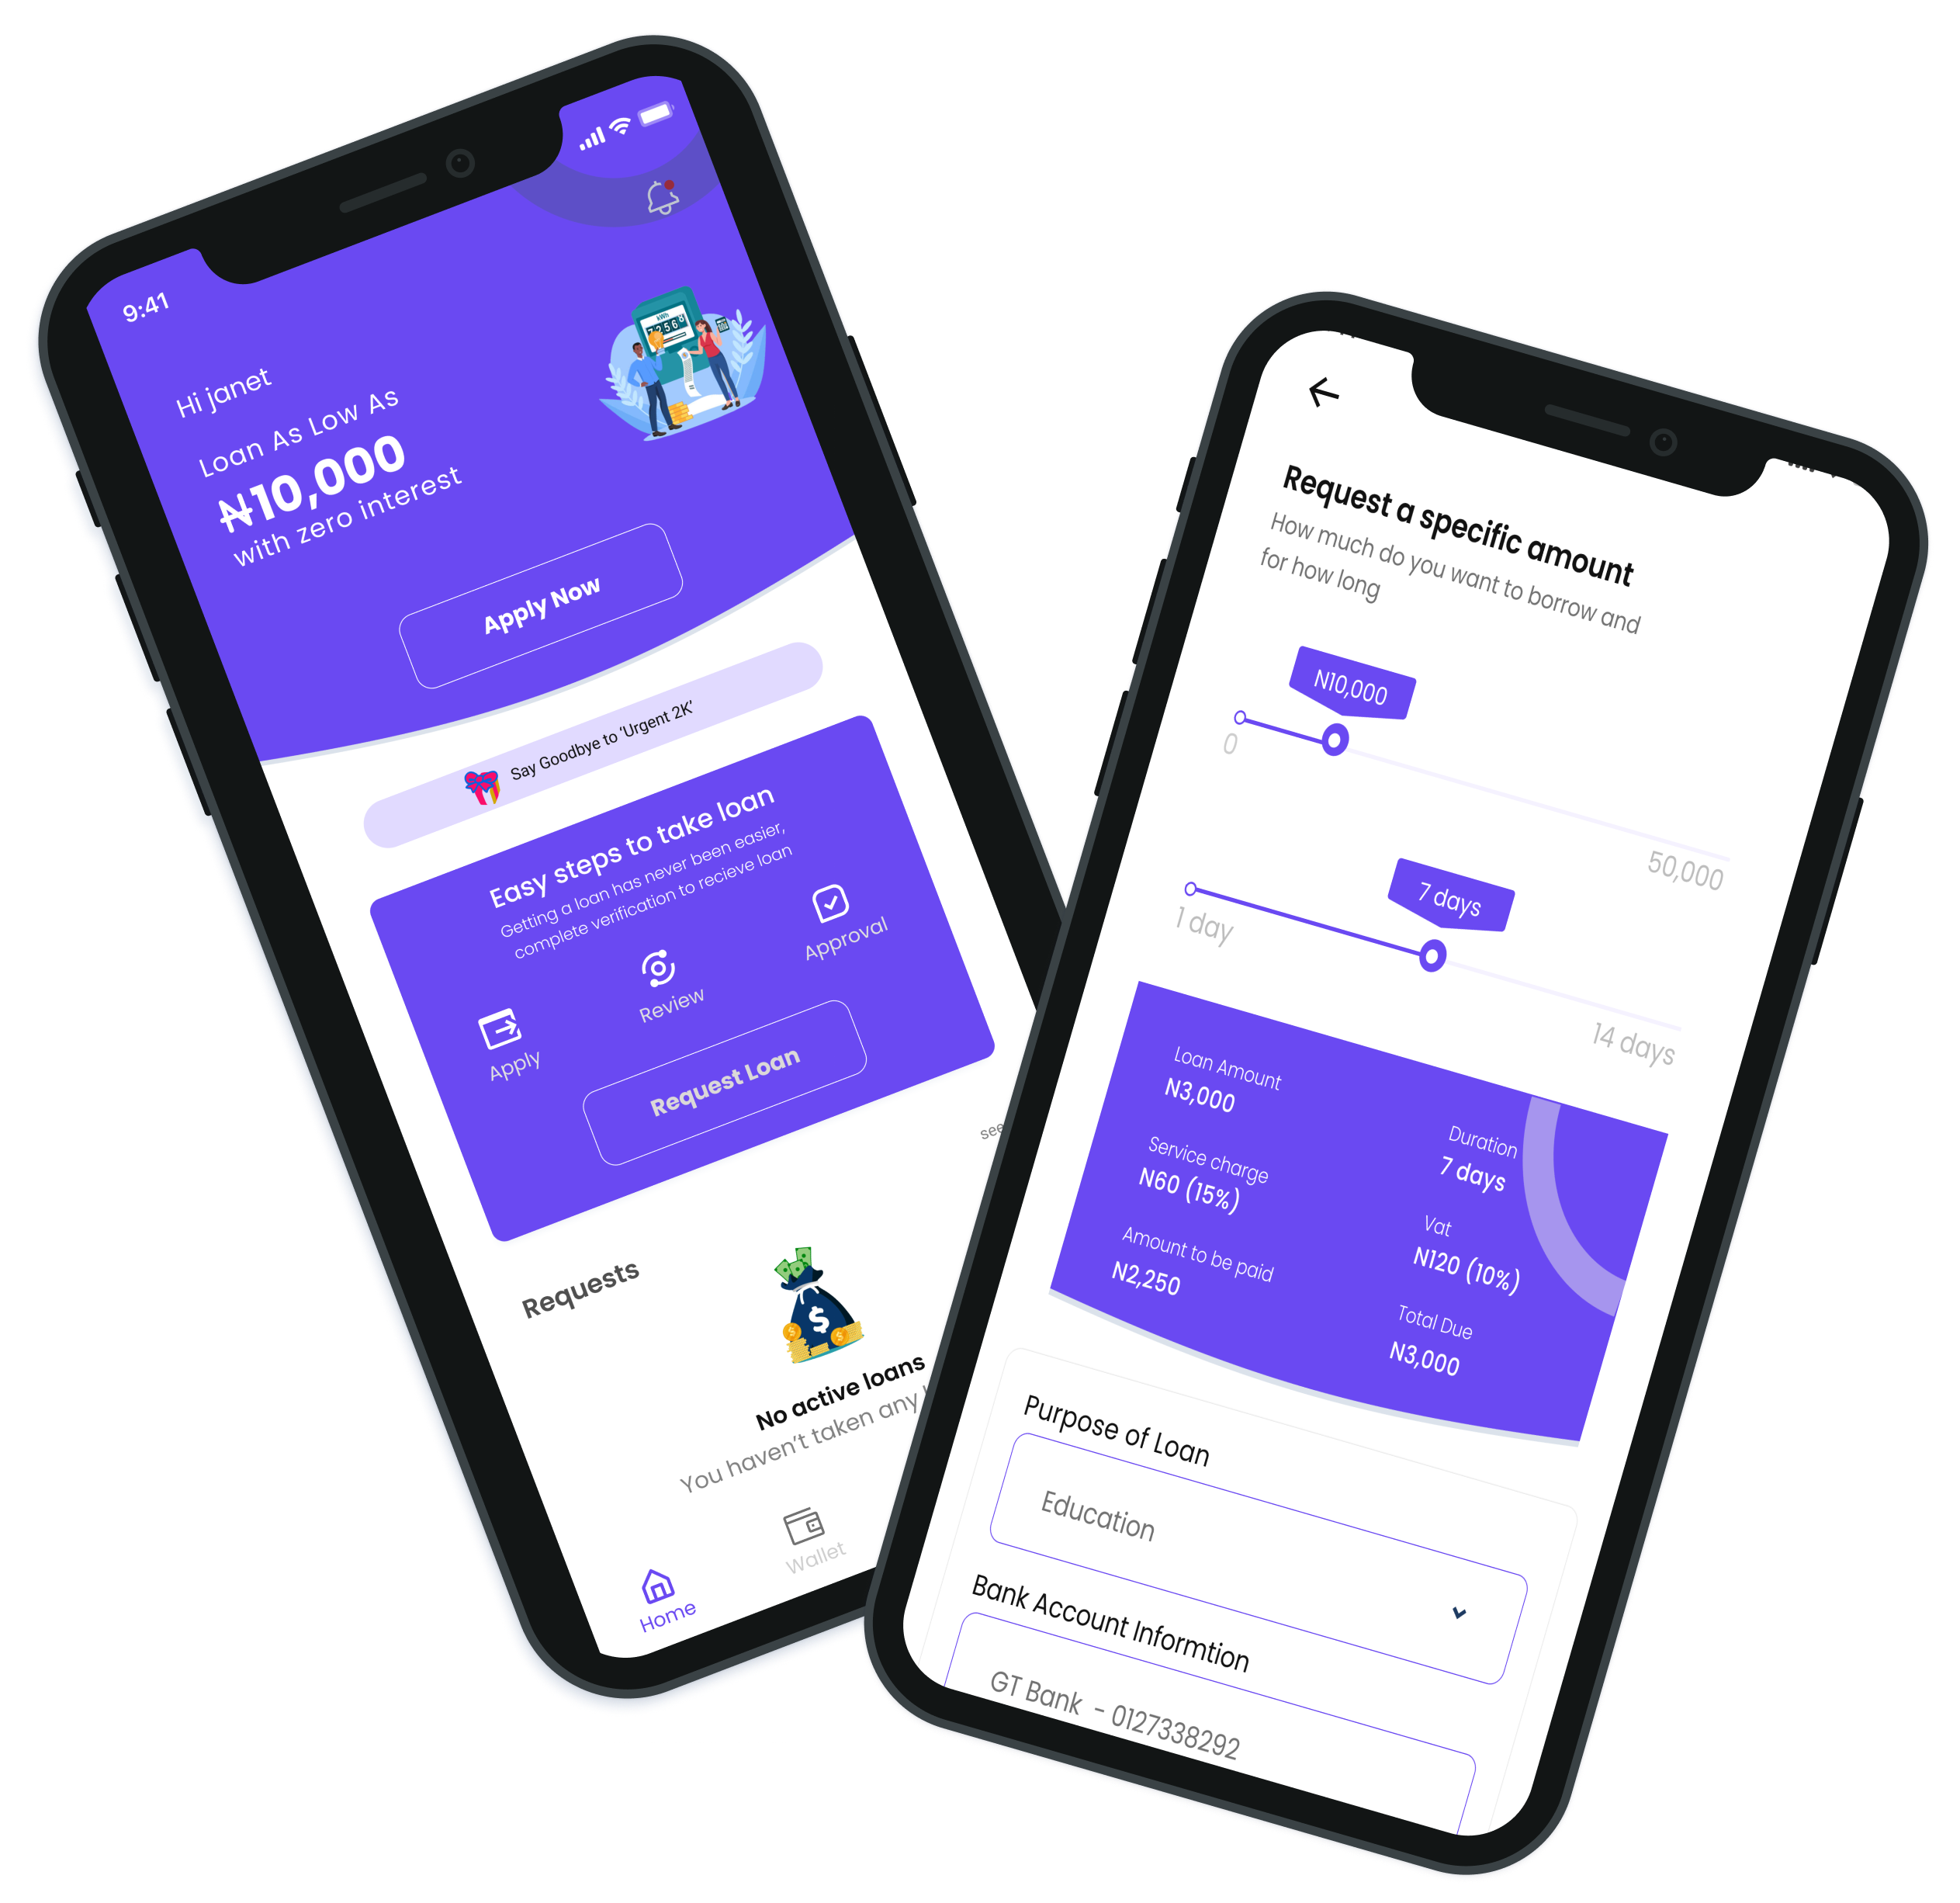 9:41
Hi janet
Loan As Low As
₦10,000
with zero interest
kWh
72568
Apply Now
Say Goodbye to ‘Urgent 2K’
Easy steps to take loan
Getting a loan has never been easier,
complete verification to recieve loan
Apply
Review
Approval
Request Loan
see
Requests
$
No active loans
You haven’t taken any
Home
Wallet
Request a specific amount
How much do you want to borrow and
for how long
N10,000
0
50,000
7 days
1 day
14 days
Loan Amount
N3,000
Duration
7 days
Service charge
N60 (15%)
Vat
N120 (10%)
Amount to be paid
N2,250
Total Due
N3,000
Purpose of Loan
Education
Bank Account Informtion
GT Bank - 0127338292